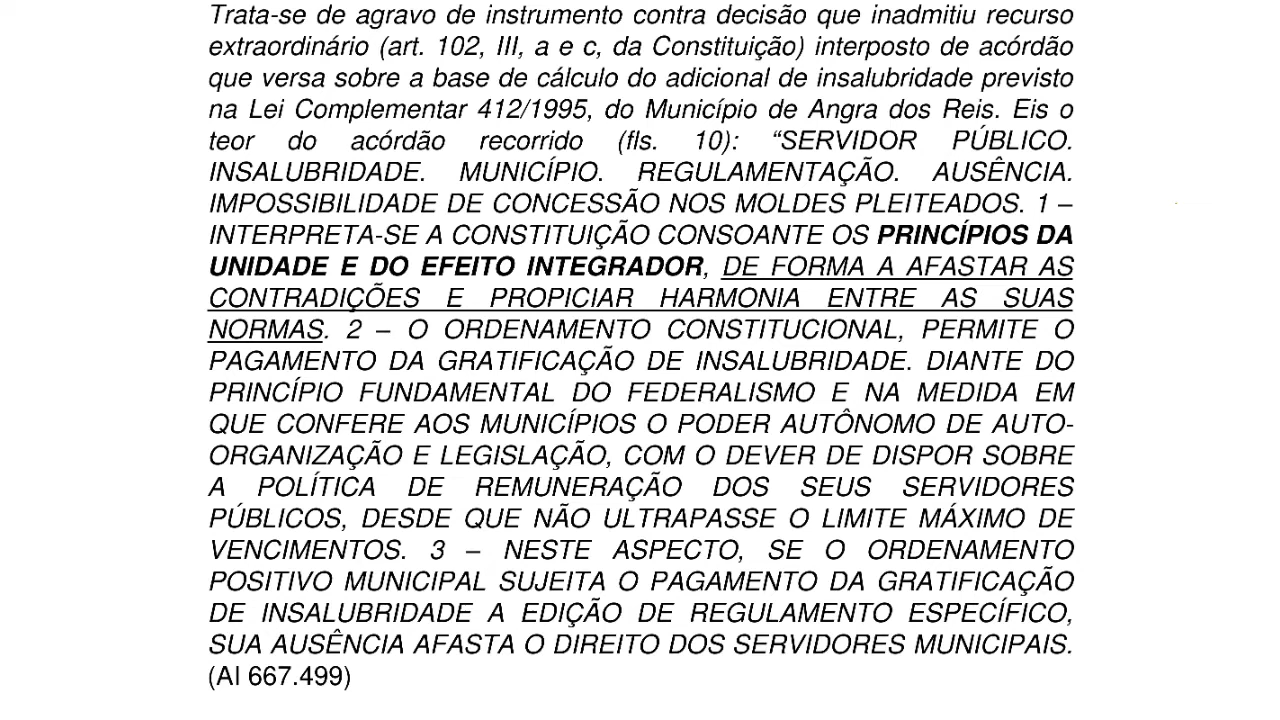 Trata-se de agravo de instrumento contra decisão que inadmitiu recurso
extraordinário (art. 102, III, a e c, da Constituição) interposto de acórdão
que versa sobre a base de cálculo do adicional de insalubridade previsto
na Lei Complementar 412/1995, do Município de Angra dos Reis. Eis o
teor do acórdão recorrido (fls. 10): “SERVIDOR PÚBLICO.
INSALUBRIDADE. MUNICÍPIO. REGULAMENTAÇÃO. AUSÊNCIA.
IMPOSSIBILIDADE DE CONCESSÃO NOS MOLDES PLEITEADOS. 1 –
INTERPRETA-SE A CONSTITUIÇÃO CONSOANTE OS PRINCÍPIOS DA
UNIDADE E DO EFEITO INTEGRADOR, DE FORMA A AFASTAR AS
CONTRADIÇÕES E PROPICIAR HARMONIA ENTRE AS SUAS
NORMAS. 2 – O ORDENAMENTO CONSTITUCIONAL, PERMITE O
PAGAMENTO DA GRATIFICAÇÃO DE INSALUBRIDADE. DIANTE DO
PRINCÍPIO FUNDAMENTAL DO FEDERALISMO E NA MEDIDA EM
QUE CONFERE AOS MUNICÍPIOS O PODER AUTÔNOMO DE AUTO-
ORGANIZAÇÃO E LEGISLAÇÃO, COM O DEVER DE DISPOR SOBRE
A POLÍTICA DE REMUNERAÇÃO DOS SEUS SERVIDORES
PÚBLICOS, DESDE QUE NÃO ULTRAPASSE O LIMITE MÁXIMO DE
VENCIMENTOS. 3 – NESTE ASPECTO, SE O ORDENAMENTO
POSITIVO MUNICIPAL SUJEITA O PAGAMENTO DA GRATIFICAÇÃO
DE INSALUBRIDADE A EDIÇÃO DE REGULAMENTO ESPECÍFICO,
SUA AUSÊNCIA AFASTA O DIREITO DOS SERVIDORES MUNICIPAIS.
(AI 667.499)